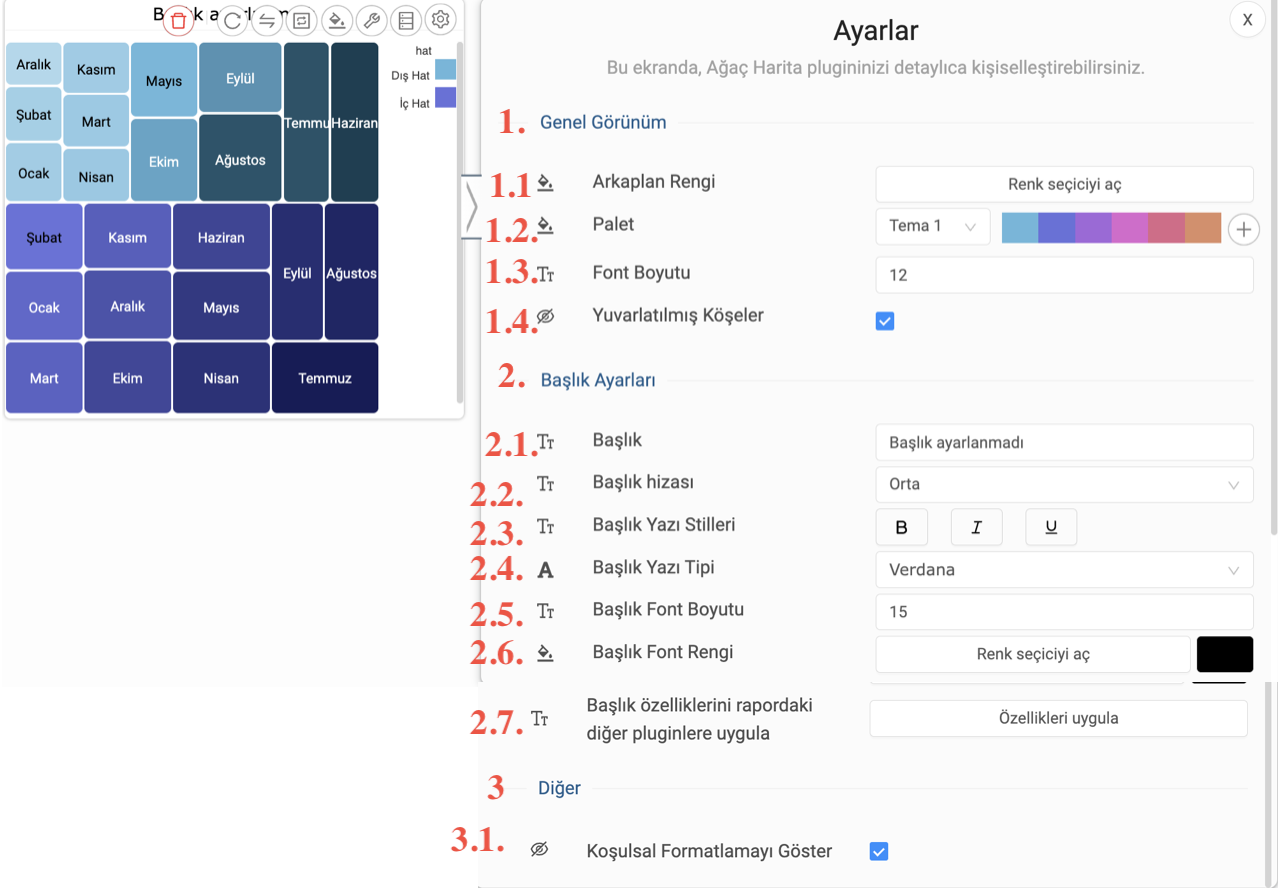 Aralık
Kasım
Mayıs
Eylül
Temmu
Haziran
Şubat
Mart
Ekim
Ağustos
Ocak
Nisan
hat
Dış Hat
İç Hat
Şubat
Kasım
Haziran
Eylül
Ağustos
Ocak
Aralık
Mayıs
Mart
Ekim
Nisan
Temmuz
Ayarlar
X
Bu ekranda, Ağaç Harita plugininizi detaylıca kişiselleştirebilirsiniz.
1. Genel Görünüm
1.1 Arkaplan Rengi Renk seçiciyi aç
1.2. Palet Tema 1
1.3. Font Boyutu 12
1.4. Yuvarlatılmış Köşeler
2. Başlık Ayarları
2.1. Başlık Başlık ayarlanmadı
2.2. Başlık hizası Orta
2.3. Başlık Yazı Stilleri B I U
2.4. Başlık Yazı Tipi Verdana
2.5. Başlık Font Boyutu 15
2.6. Başlık Font Rengi Renk seçiciyi aç
2.7. Başlık özelliklerini rapordaki
diğer pluginlere uygula
Özellikleri uygula
3 Diğer
3.1. Koşulsal Formatlamayı Göster